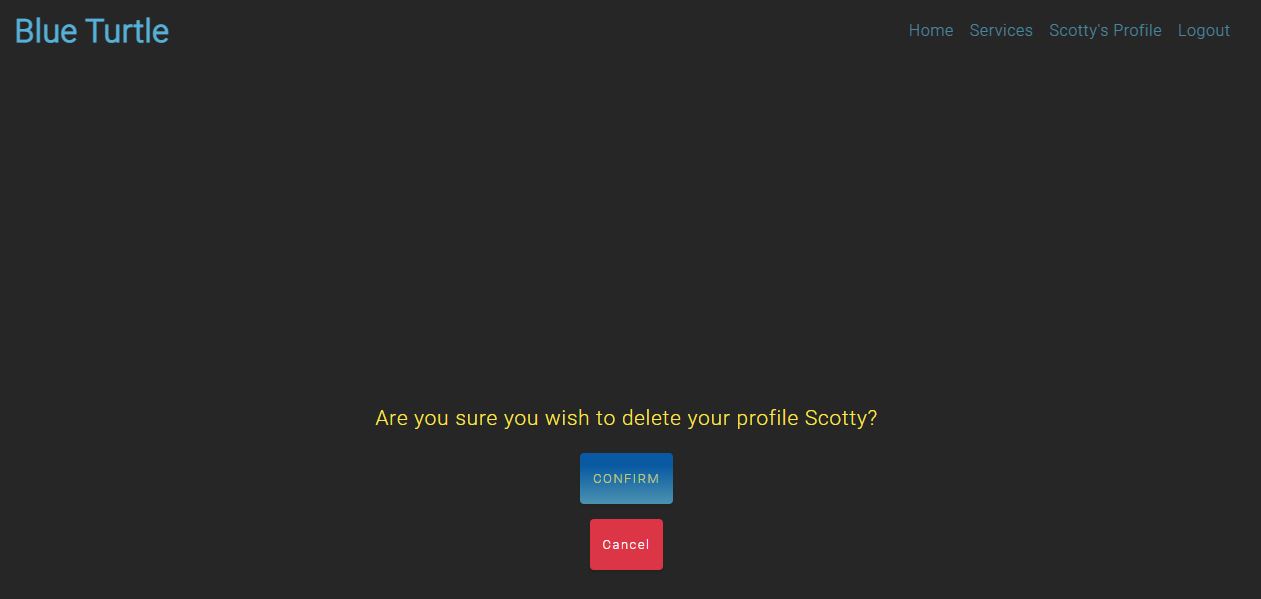 Blue Turtle
Home Services Scotty's Profile Logout
Are you sure you wish to delete your profile Scotty?
CONFIRM
Cancel